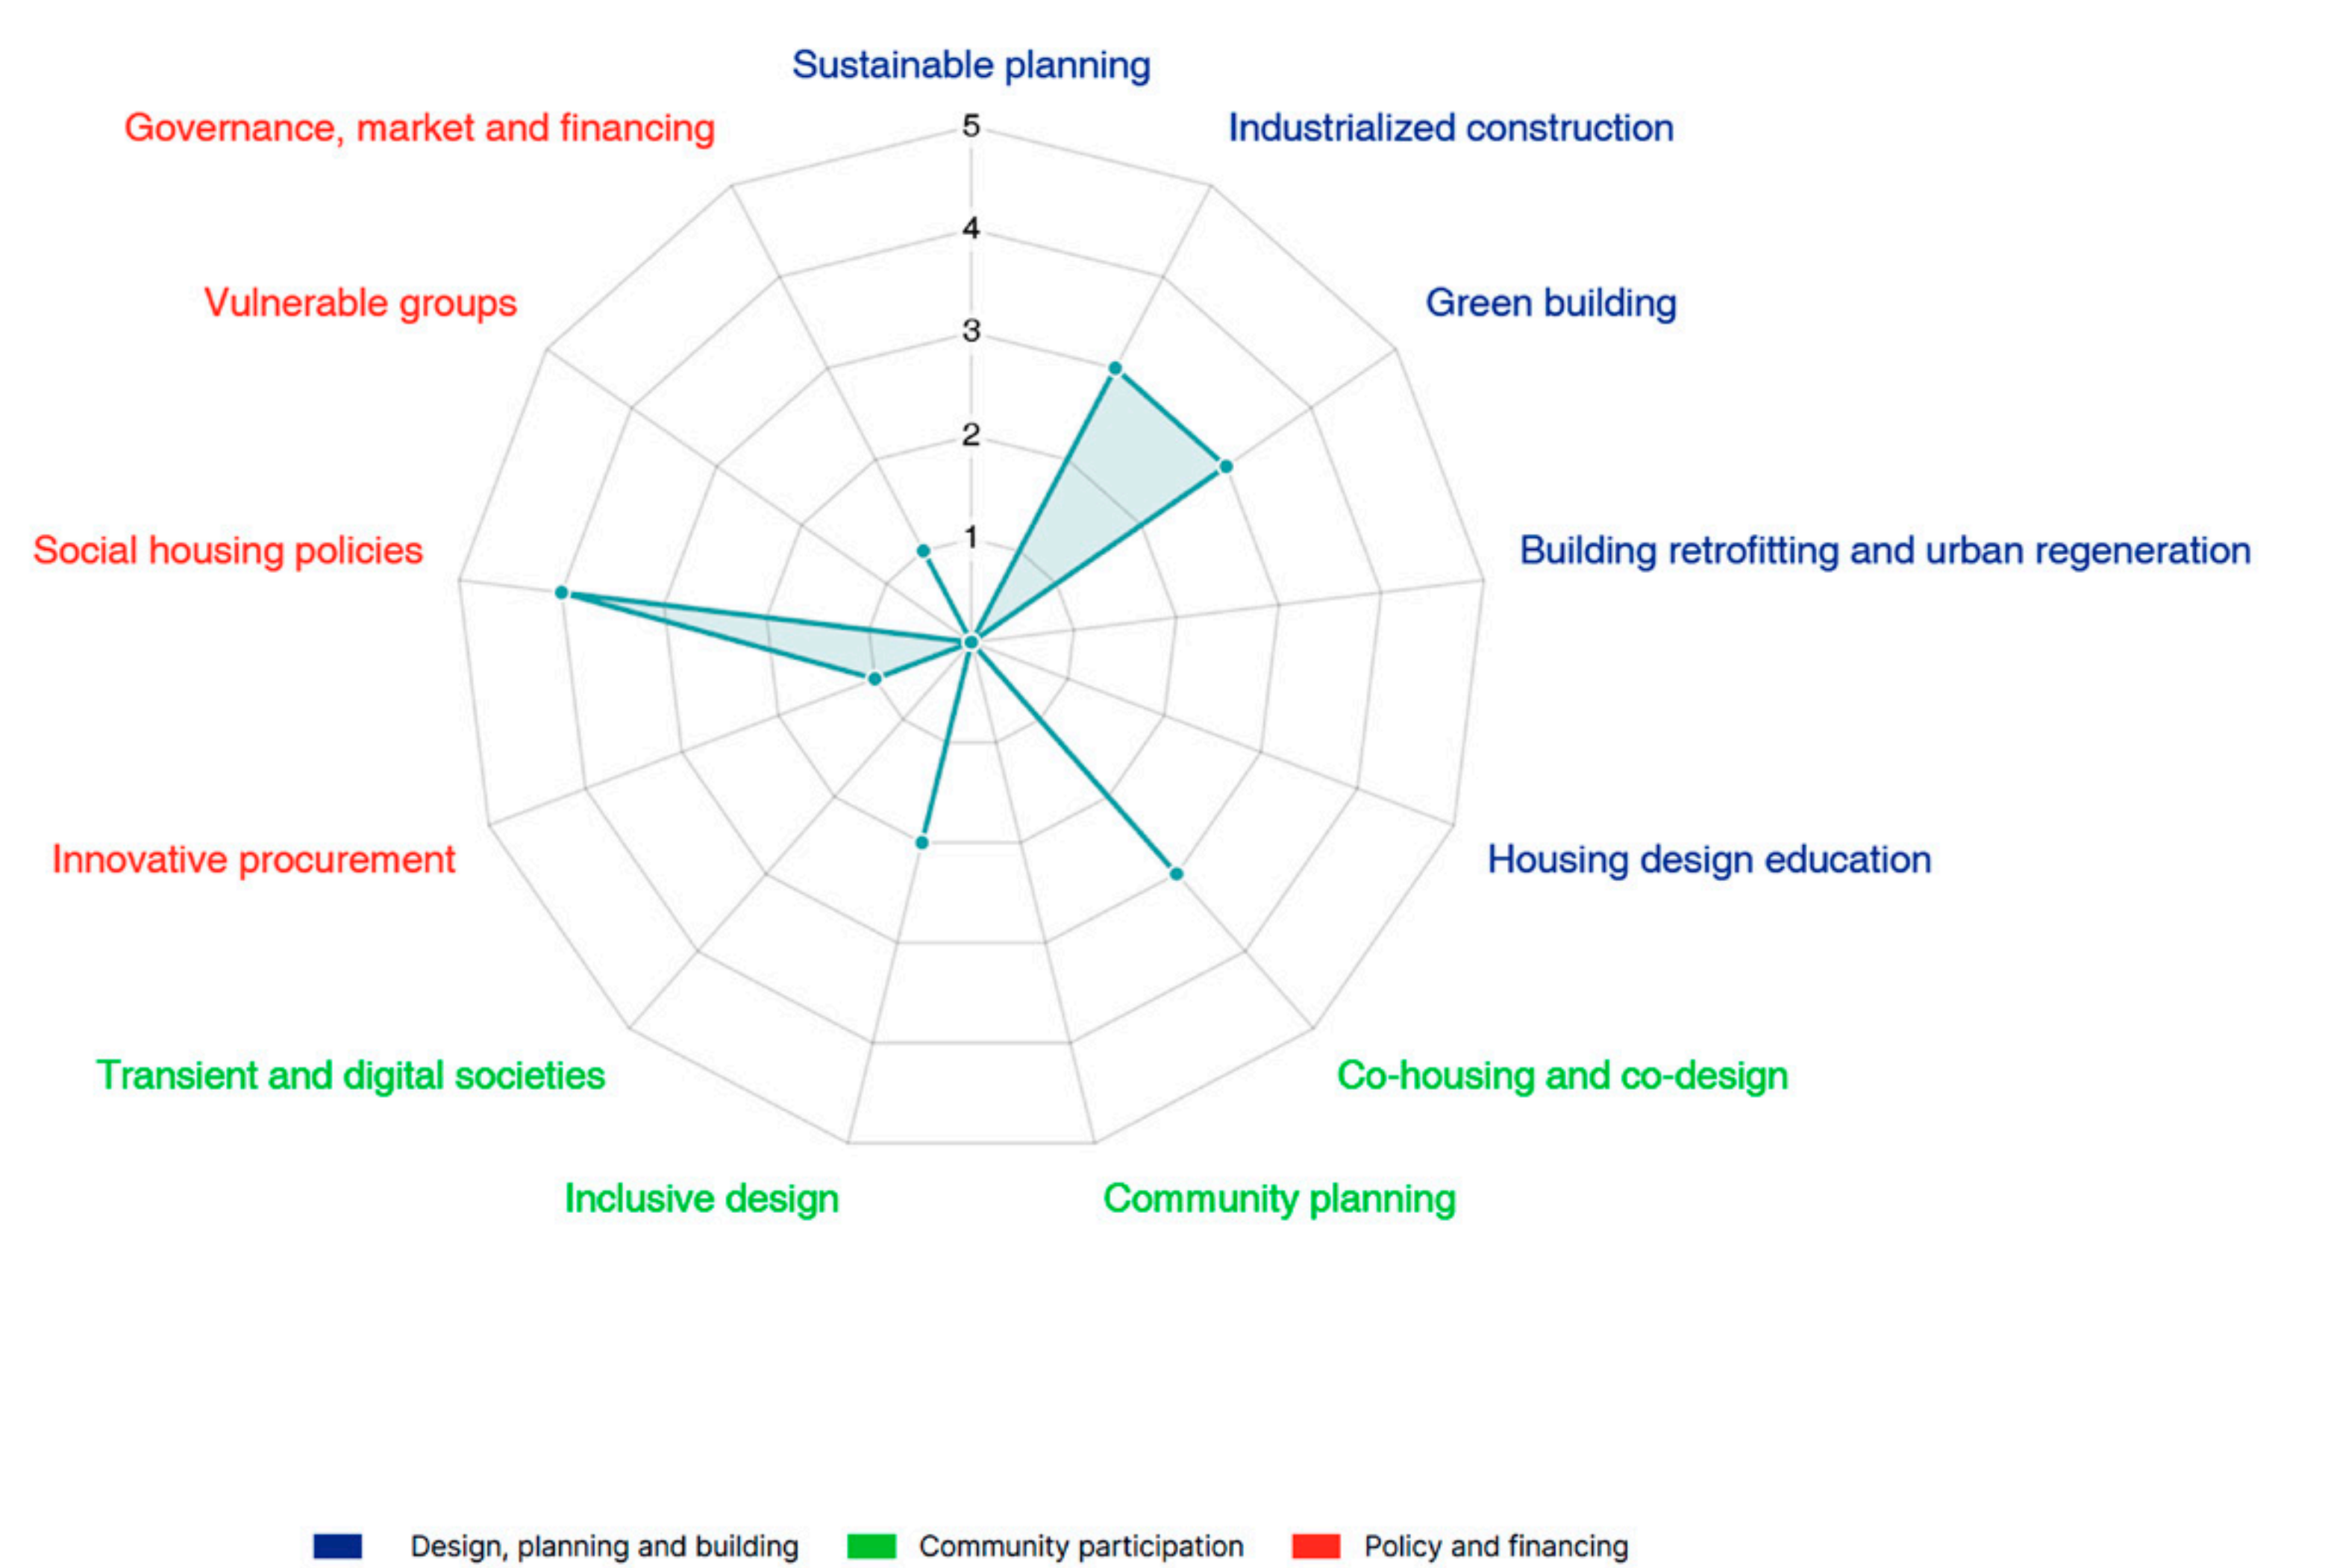 Sustainable planning
Governance, market and financing
5
Industrialized construction
4
Vulnerable groups
Green building
3
2
1
Social housing policies
Building retrofitting and urban regeneration
Innovative procurement
Housing design education
Transient and digital societies
Co-housing and co-design
Inclusive design
Community planning
Design, planning and building
Community participation
Policy and financing